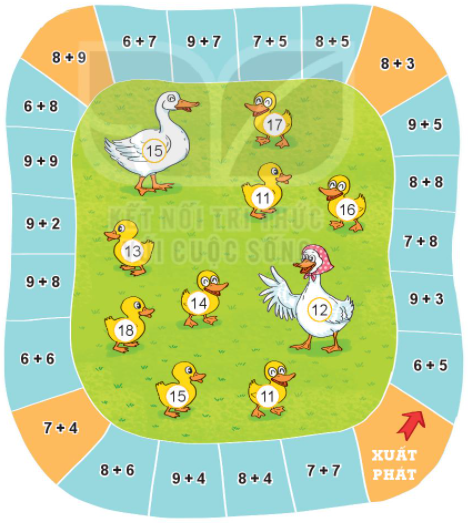 8 + 9
6 + 7
9 + 7
7 + 5
8 + 5
8 + 3
6 + 8
9 + 5
9 + 9
8 + 8
9 + 2
7 + 8
9 + 8
9 + 3
6 + 6
6 + 5
7 + 4
8 + 6
9 + 4
8 + 4
7 + 7
XUẤT
PHÁT
15
17
11
16
13
14
12
18
15
11
KẾT NỐI TRI THỨC
I CUỘC SỐNG